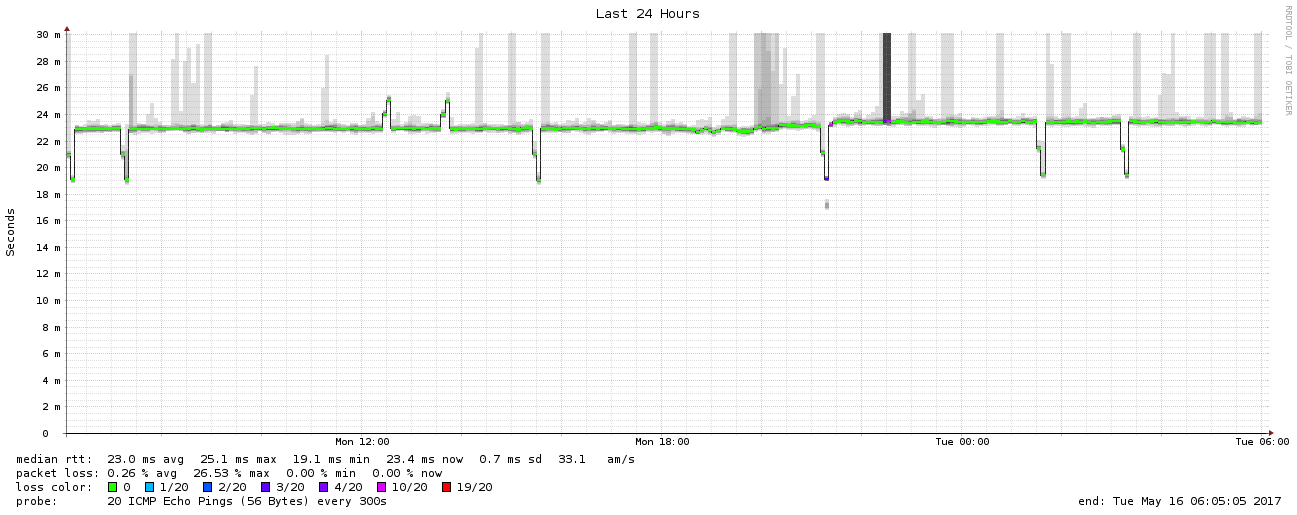 Last 24 Hours
RRDTOOL / TOBI OETIKER
Seconds
30 m
28 m
26 m
24 m
22 m
20 m
18 m
16 m
14 m
12 m
10 m
8 m
6 m
4 m
2 m
0
Mon 12:00 Mon 18:00 Tue 00:00 Tue 06:00
median rtt: 23.0 ms avg 25.1 ms max 19.1 ms min 23.4 ms now 0.7 ms sd 33.1 am/s
packet loss: 0.26 % avg 26.53 % max 0.00 % min 0.00 % now
loss color: 0 1/20 2/20 3/20 4/20 10/20 19/20
probe: 20 ICMP Echo Pings (56 Bytes) every 300s end: Tue May 16 06:05:05 2017